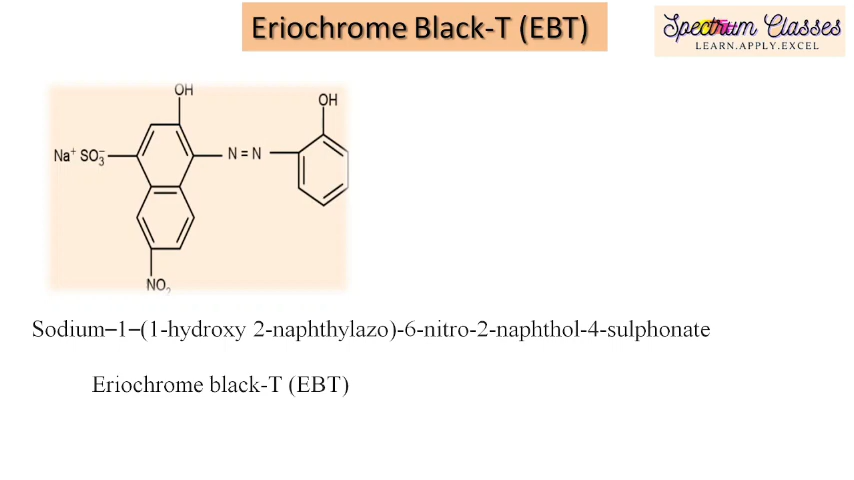 Eriochrome Black-T (EBT)
Spectrum Classes
LEARN.APPLY.EXCEL
OH
OH
Na⁺ SO₃⁻
N = N
NO₂
Sodium–1–(1-hydroxy 2-naphthylazo)-6-nitro-2-naphthol-4-sulphonate
Eriochrome black-T (EBT)